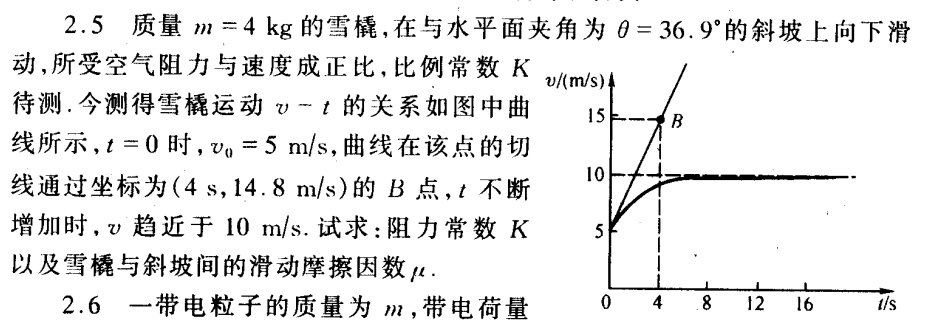 2.5 质量 m = 4 kg 的雪橇,在与水平面夹角为 θ = 36.9°的斜坡上向下滑
动,所受空气阻力与速度成正比,比例常数 K
待测.今测得雪橇运动 v - t 的关系如图中曲
线所示,t = 0 时,v₀ = 5 m/s,曲线在该点的切
线通过坐标为(4 s,14.8 m/s)的 B 点,t 不断
增加时,v 趋近于 10 m/s.试求:阻力常数 K
以及雪橇与斜坡间的滑动摩擦因数μ.
2.6 一带电粒子的质量为 m,带电荷量
v/(m/s)
15
B
10
5
0 4 8 12 16 t/s